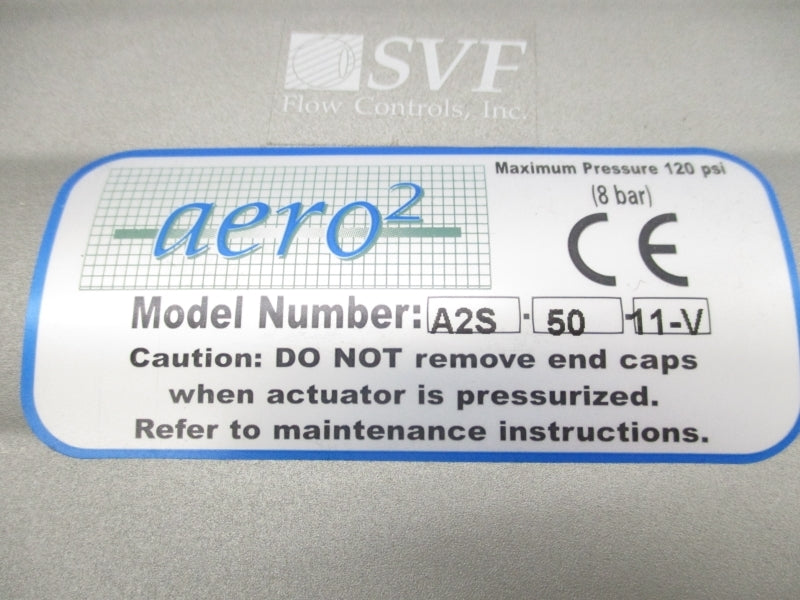 SVF
Flow Controls, Inc.
Maximum Pressure 120 psi
(8 bar)
aero²
CE
Model Number: A2S - 50 - 11-V
Caution: DO NOT remove end caps
when actuator is pressurized.
Refer to maintenance instructions.